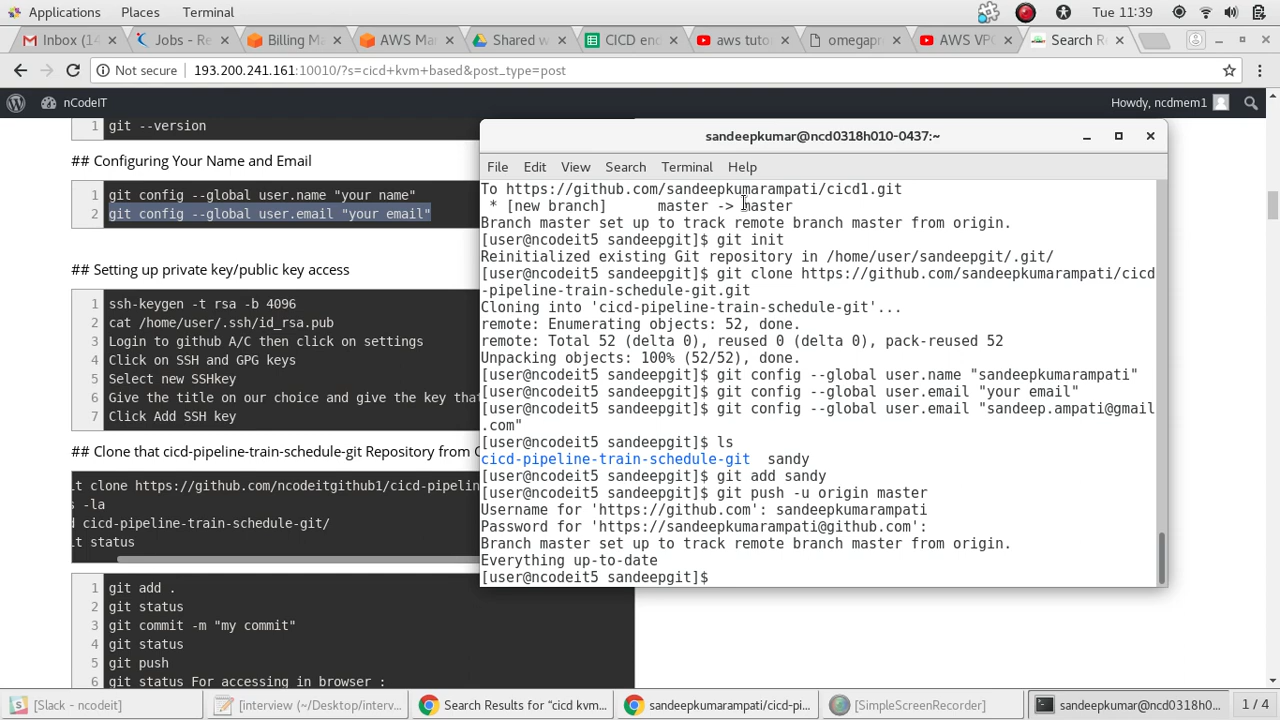 Applications Places Terminal Tue 11:39
Inbox (14 Jobs - Re Billing M AWS Ma Shared w CICD en aws tuto omegapr AWS VPC Search R
Not secure 193.200.241.161:10010/?s=cicd+kvm+based&post_type=post
nCodeIT Howdy, ncdmem1
1 git --version
## Configuring Your Name and Email
1 git config --global user.name "your name"
2 git config --global user.email "your email"
## Setting up private key/public key access
1 ssh-keygen -t rsa -b 4096
2 cat /home/user/.ssh/id_rsa.pub
3 Login to github A/C then click on settings
4 Click on SSH and GPG keys
5 Select new SSHkey
6 Give the title on our choice and give the key tha
7 Click Add SSH key
## Clone that cicd-pipeline-train-schedule-git Repository from
it clone https://github.com/ncodeitgithub1/cicd-pipelin
s -la
d cicd-pipeline-train-schedule-git/
it status
1 git add .
2 git status
3 git commit -m "my commit"
4 git status
5 git push
6 git status For accessing in browser :
sandeepkumar@ncd0318h010-0437:~
File Edit View Search Terminal Help
To https://github.com/sandeepkumarampati/cicd1.git
* [new branch] master -> master
Branch master set up to track remote branch master from origin.
[user@ncodeit5 sandeepgit]$ git init
Reinitialized existing Git repository in /home/user/sandeepgit/.git/
[user@ncodeit5 sandeepgit]$ git clone https://github.com/sandeepkumarampati/cicd
-pipeline-train-schedule-git.git
Cloning into 'cicd-pipeline-train-schedule-git'...
remote: Enumerating objects: 52, done.
remote: Total 52 (delta 0), reused 0 (delta 0), pack-reused 52
Unpacking objects: 100% (52/52), done.
[user@ncodeit5 sandeepgit]$ git config --global user.name "sandeepkumarampati"
[user@ncodeit5 sandeepgit]$ git config --global user.email "your email"
[user@ncodeit5 sandeepgit]$ git config --global user.email "sandeep.ampati@gmail
.com"
[user@ncodeit5 sandeepgit]$ ls
cicd-pipeline-train-schedule-git sandy
[user@ncodeit5 sandeepgit]$ git add sandy
[user@ncodeit5 sandeepgit]$ git push -u origin master
Username for 'https://github.com': sandeepkumarampati
Password for 'https://sandeepkumarampati@github.com':
Branch master set up to track remote branch master from origin.
Everything up-to-date
[user@ncodeit5 sandeepgit]$
[Slack - ncodeit] [interview (~/Desktop/interv... Search Results for "cicd kvm... sandeepkumarampati/cicd-pi... [SimpleScreenRecorder] sandeepkumar@ncd0318h0... 1 / 4